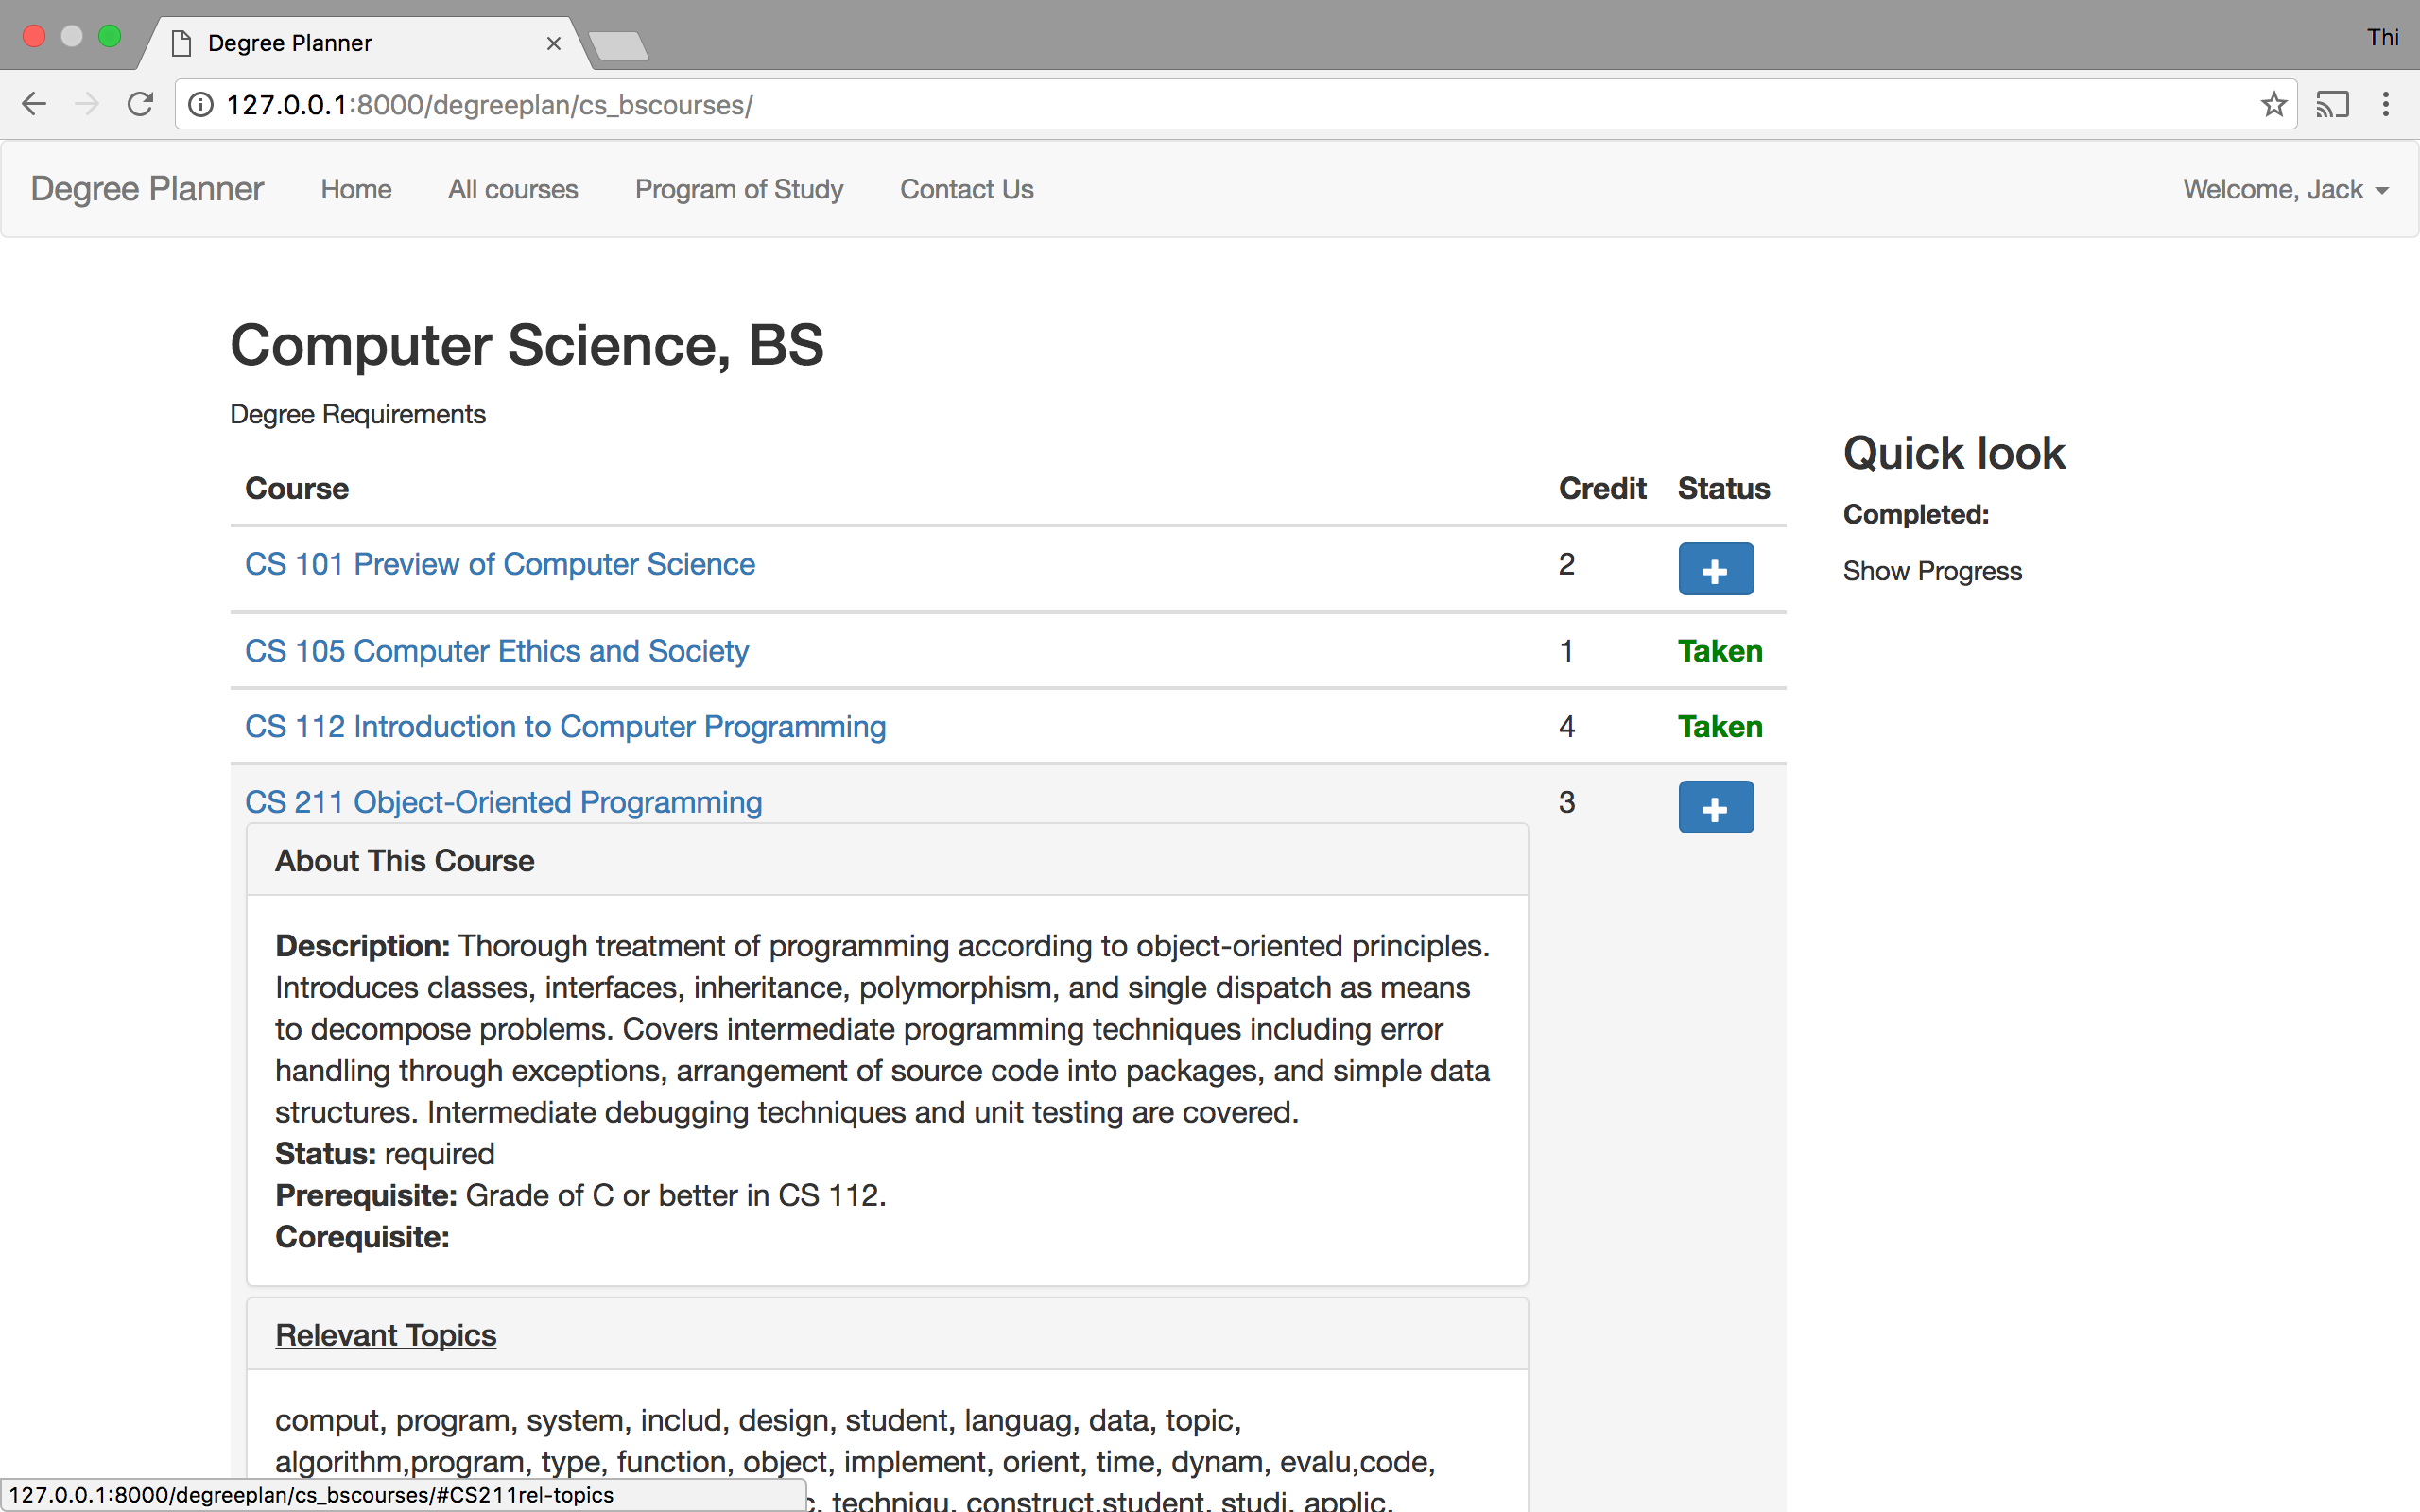 Degree Planner
Thi
127.0.0.1:8000/degreeplan/cs_bscourses/
Degree Planner Home All courses Program of Study Contact Us Welcome, Jack
Computer Science, BS
Degree Requirements
Quick look
Course Credit Status
Completed:
CS 101 Preview of Computer Science 2
Show Progress
CS 105 Computer Ethics and Society 1 Taken
CS 112 Introduction to Computer Programming 4 Taken
CS 211 Object-Oriented Programming 3
About This Course
Description: Thorough treatment of programming according to object-oriented principles.
Introduces classes, interfaces, inheritance, polymorphism, and single dispatch as means
to decompose problems. Covers intermediate programming techniques including error
handling through exceptions, arrangement of source code into packages, and simple data
structures. Intermediate debugging techniques and unit testing are covered.
Status: required
Prerequisite: Grade of C or better in CS 112.
Corequisite:
Relevant Topics
comput, program, system, includ, design, student, languag, data, topic,
algorithm,program, type, function, object, implement, orient, time, dynam, evalu,code,
techniqu, construct,student, studi, applic,
127.0.0.1:8000/degreeplan/cs_bscourses/#CS211rel-topics